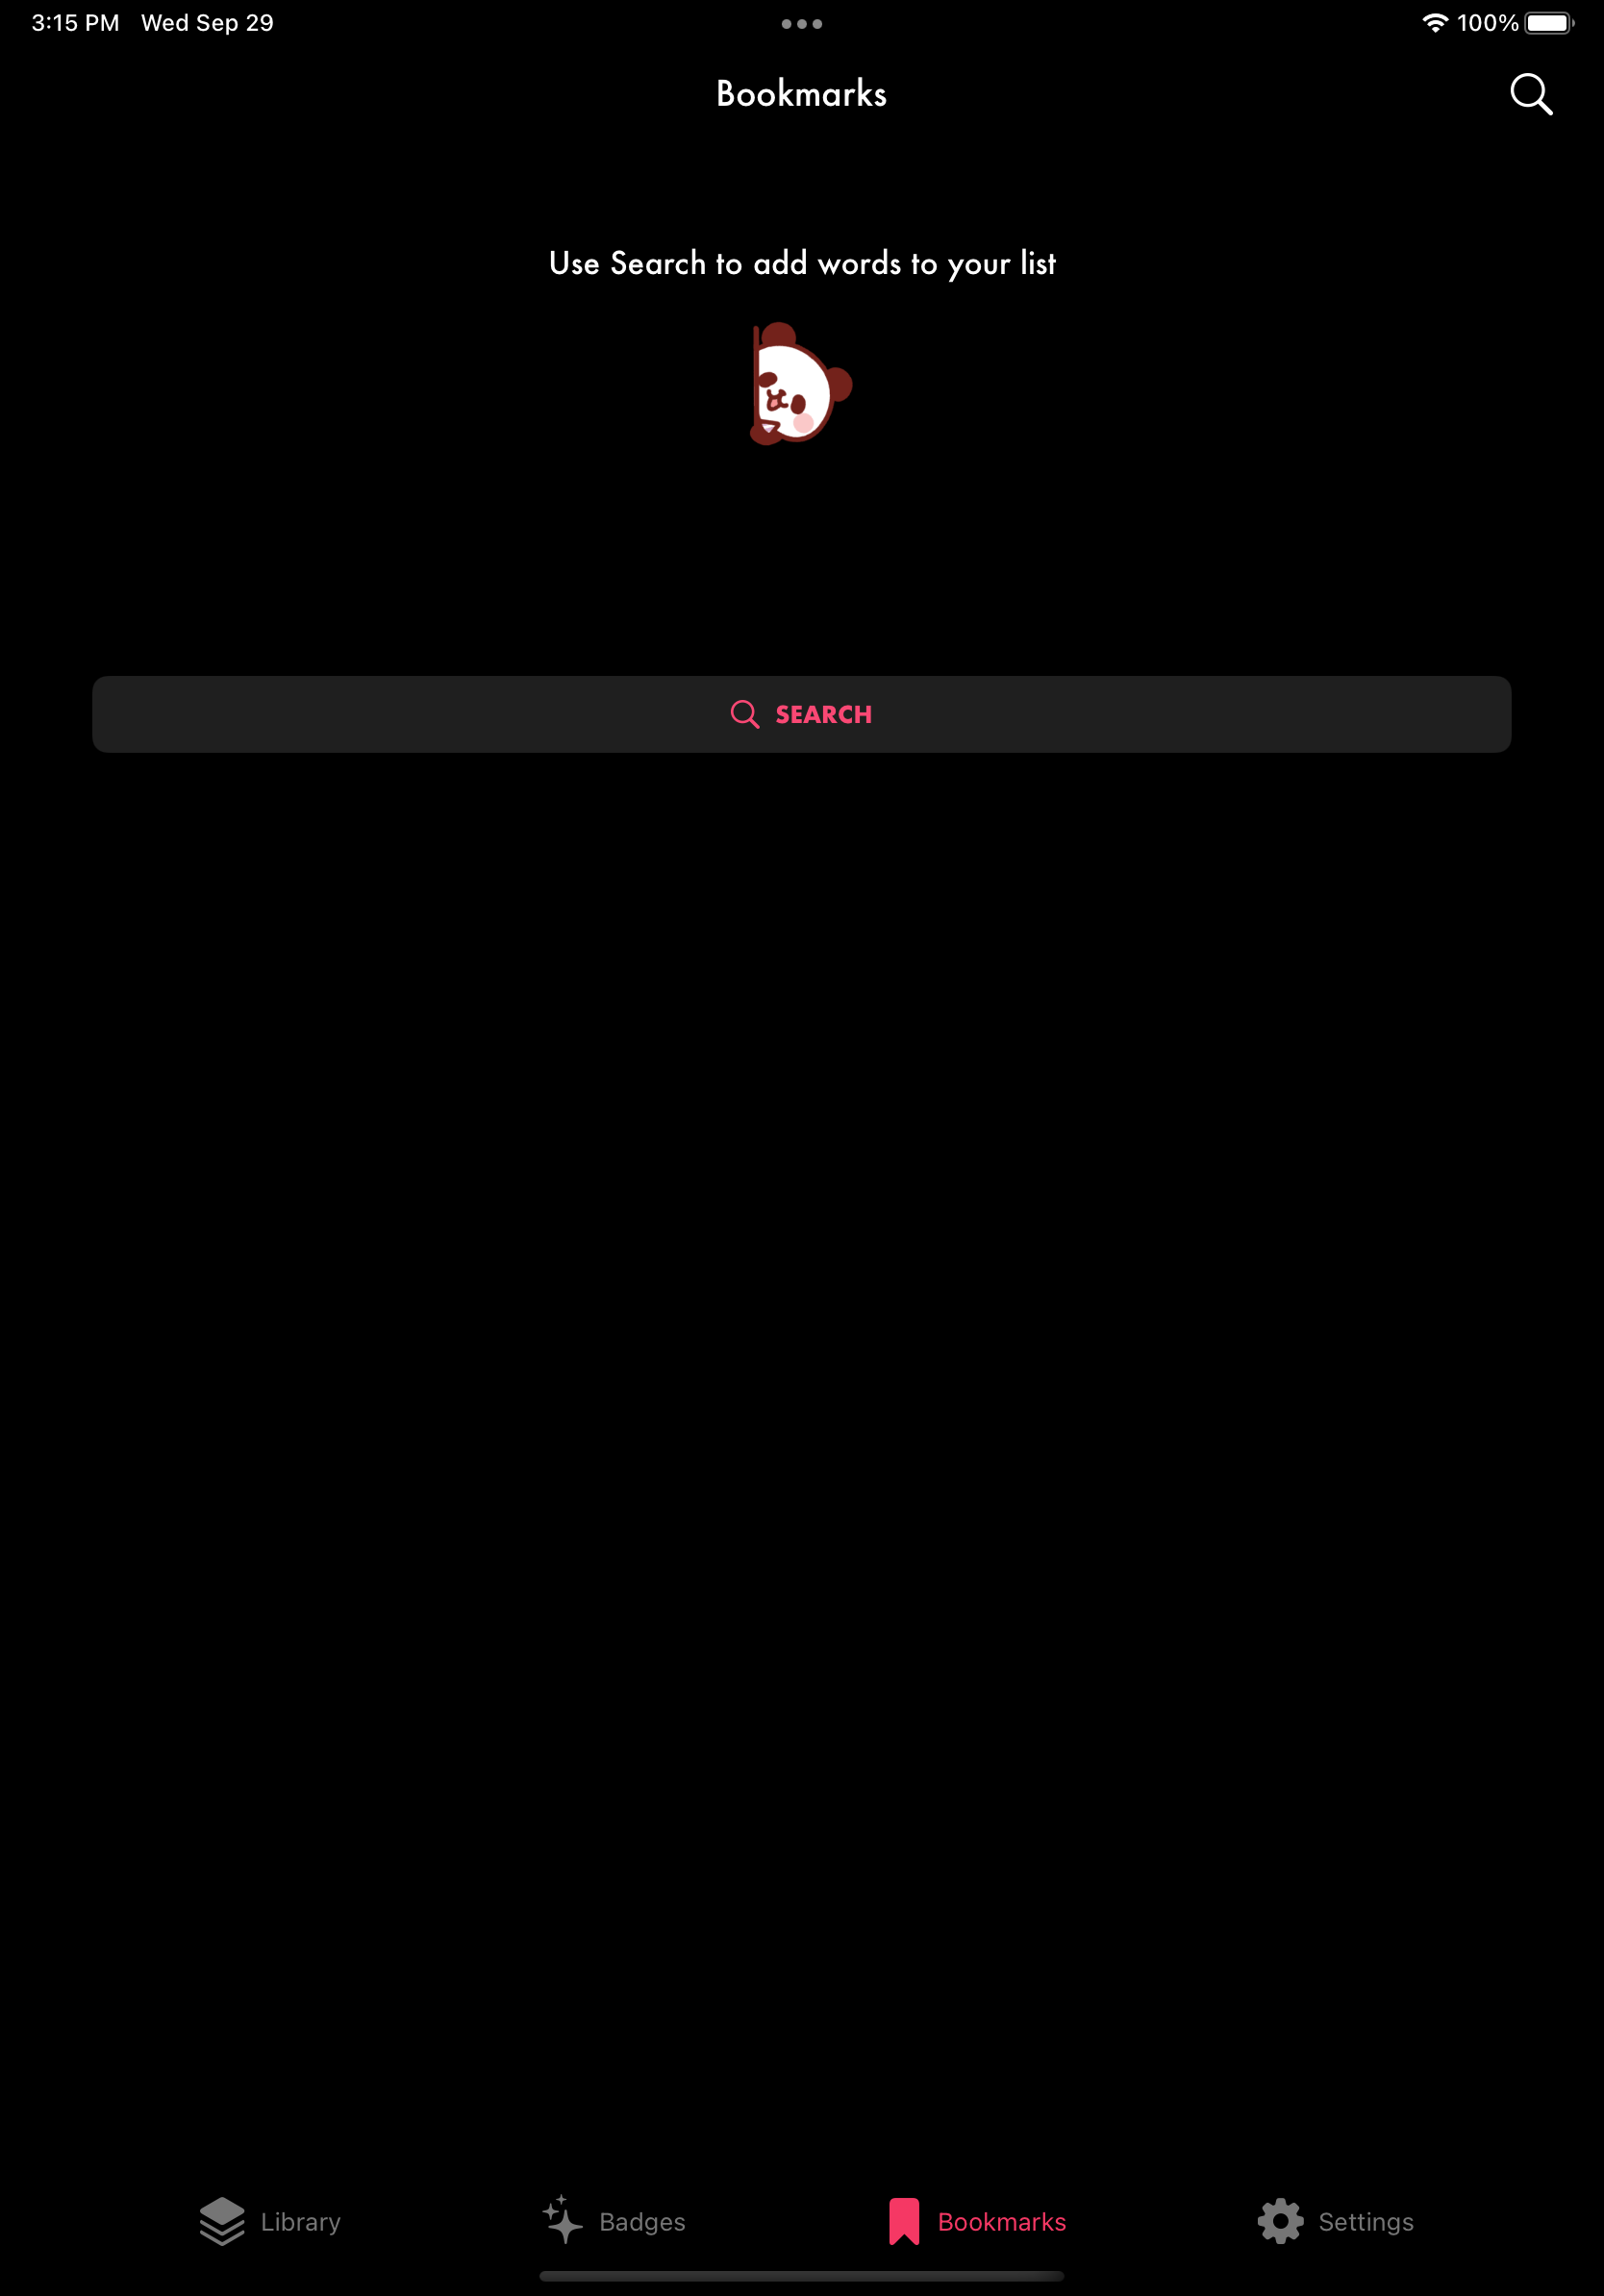 3:15 PM Wed Sep 29
100%
Bookmarks
Use Search to add words to your list
SEARCH
Library
Badges
Bookmarks
Settings